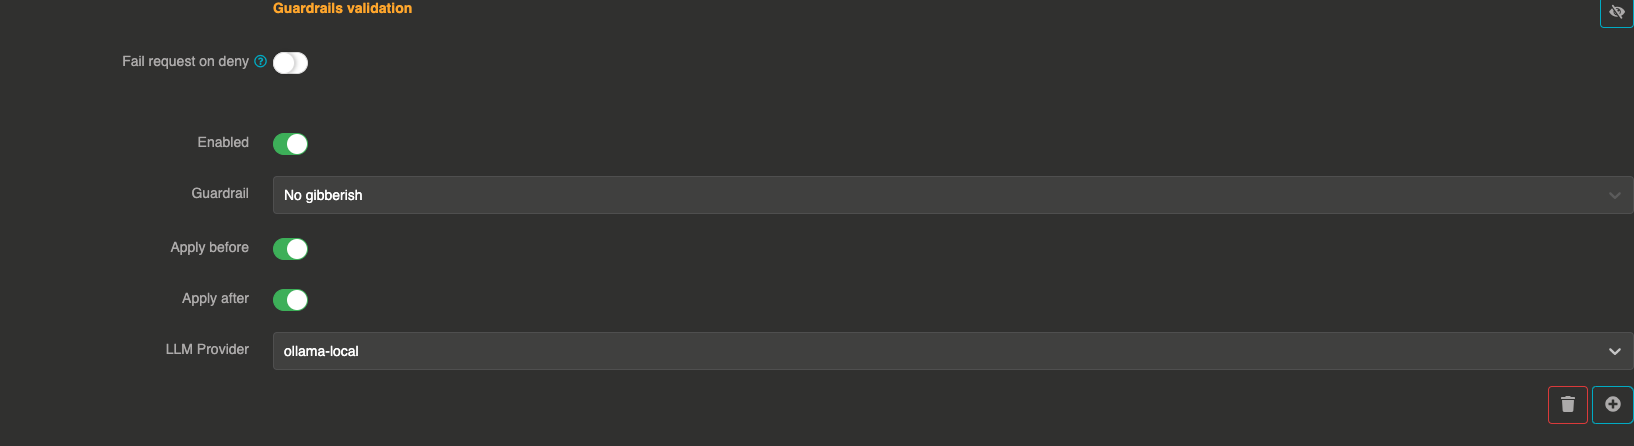 Guardrails validation
Fail request on deny
Enabled
Guardrail
No gibberish
Apply before
Apply after
LLM Provider
ollama-local